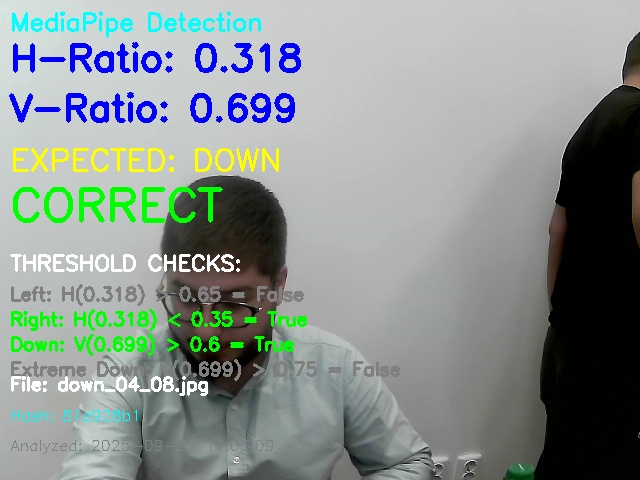 MediaPipe Detection
H-Ratio: 0.318
V-Ratio: 0.699
EXPECTED: DOWN
CORRECT
THRESHOLD CHECKS:
Left: H(0.318) > 0.65 = False
Right: H(0.318) < 0.35 = True
Down: V(0.699) > 0.6 = True
Extreme Down: V(0.699) > 0.75 = False
File: down_04_08.jpg
Hash:
Analyzed: